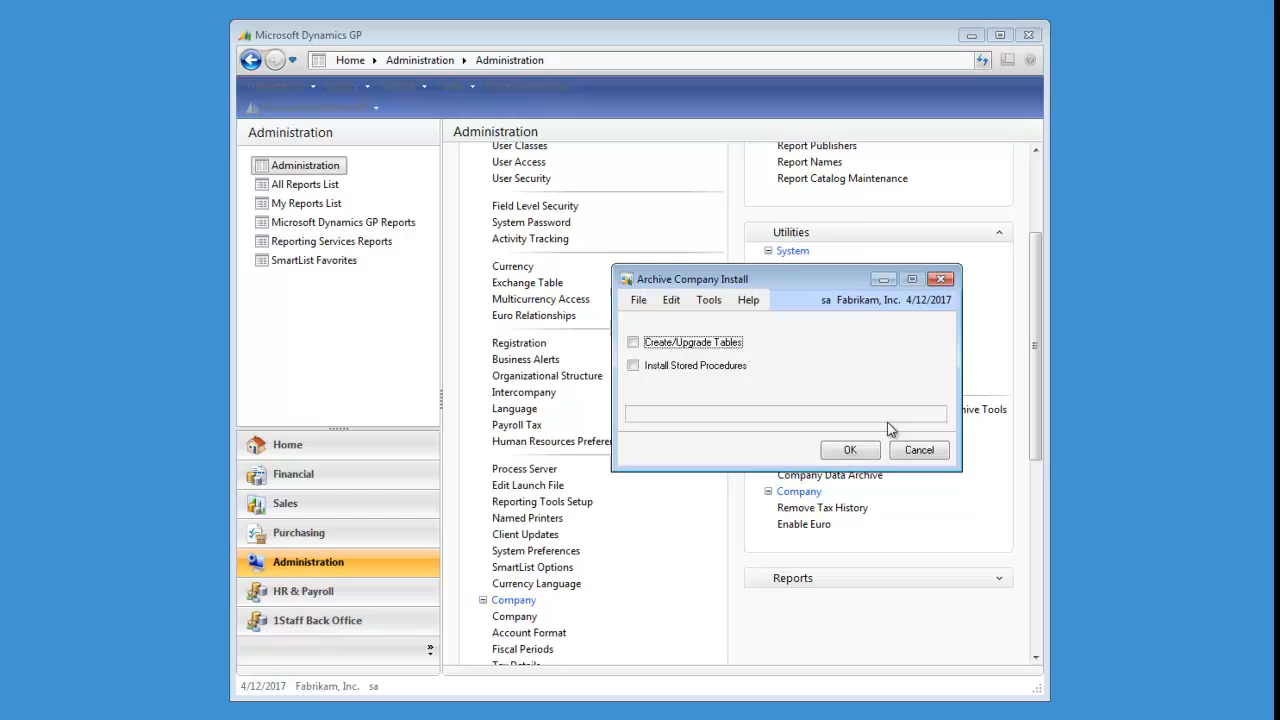 Microsoft Dynamics GP
Home Administration Administration
Administration
Administration
All Reports List
My Reports List
Microsoft Dynamics GP Reports
Reporting Services Reports
SmartList Favorites
Home
Financial
Sales
Purchasing
Administration
HR & Payroll
1Staff Back Office
Administration
User Classes
User Access
User Security
Field Level Security
System Password
Activity Tracking
Currency
Exchange Table
Multicurrency Access
Euro Relationships
Registration
Business Alerts
Organizational Structure
Intercompany
Language
Payroll Tax
Human Resources Prefere
Process Server
Edit Launch File
Reporting Tools Setup
Named Printers
Client Updates
System Preferences
SmartList Options
Currency Language
Company
Company
Account Format
Fiscal Periods
Tax Details
Report Publishers
Report Names
Report Catalog Maintenance
Utilities
System
hive Tools
Company Data Archive
Company
Remove Tax History
Enable Euro
Reports
Archive Company Install
File Edit Tools Help sa Fabrikam, Inc. 4/12/2017
Create/Upgrade Tables
Install Stored Procedures
OK Cancel
4/12/2017 Fabrikam, Inc. sa